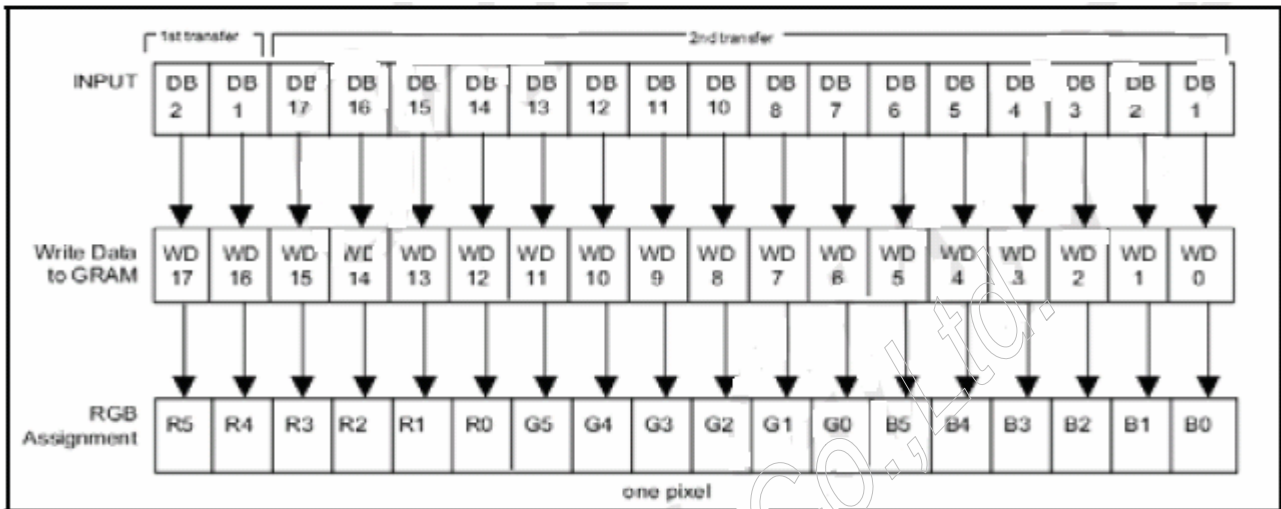 1st transfer 2nd transfer
INPUT DB 2 DB 1 DB 17 DB 16 DB 15 DB 14 DB 13 DB 12 DB 11 DB 10 DB 8 DB 7 DB 6 DB 5 DB 4 DB 3 DB 2 DB 1
Write Data to GRAM WD 17 WD 16 WD 15 WD 14 WD 13 WD 12 WD 11 WD 10 WD 9 WD 8 WD 7 WD 6 WD 5 WD 4 WD 3 WD 2 WD 1 WD 0
RGB Assignment R5 R4 R3 R2 R1 R0 G5 G4 G3 G2 G1 G0 B5 B4 B3 B2 B1 B0
one pixel
Co.,Ltd.